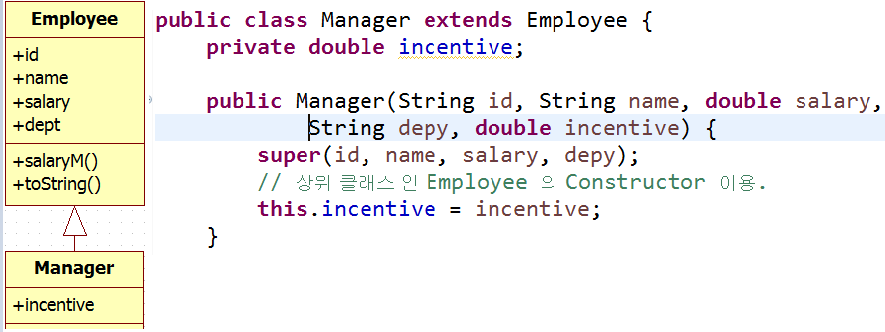 Employee
+id
+name
+salary
+dept
+salaryM()
+toString()
Manager
+incentive
public class Manager extends Employee {
private double incentive;
public Manager(String id, String name, double salary,
String depy, double incentive) {
super(id, name, salary, depy);
// 상위 클래스 인 Employee 으 Constructor 이용.
this.incentive = incentive;
}